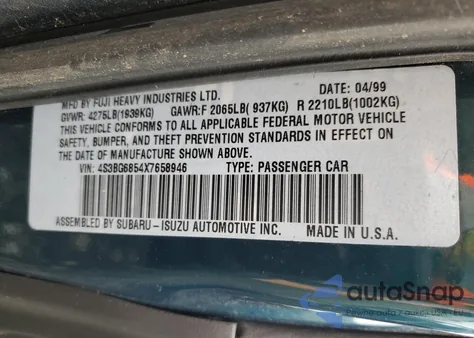 MFD BY FUJI HEAVY INDUSTRIES LTD. DATE: 04/99
GVWR: 4275LB(1939KG) GAWR:F 2065LB( 937KG) R 2210LB(1002KG)
THIS VEHICLE CONFORMS TO ALL APPLICABLE FEDERAL MOTOR VEHICLE
SAFETY, BUMPER, AND THEFT PREVENTION STANDARDS IN EFFECT ON
THE DATE OF MANUFACTURE SHOWN ABOVE.
VIN: 4S3BG6854X7658946 TYPE: PASSENGER CAR
ASSEMBLED BY SUBARU-ISUZU AUTOMOTIVE INC. MADE IN U.S.A.
autoSnap